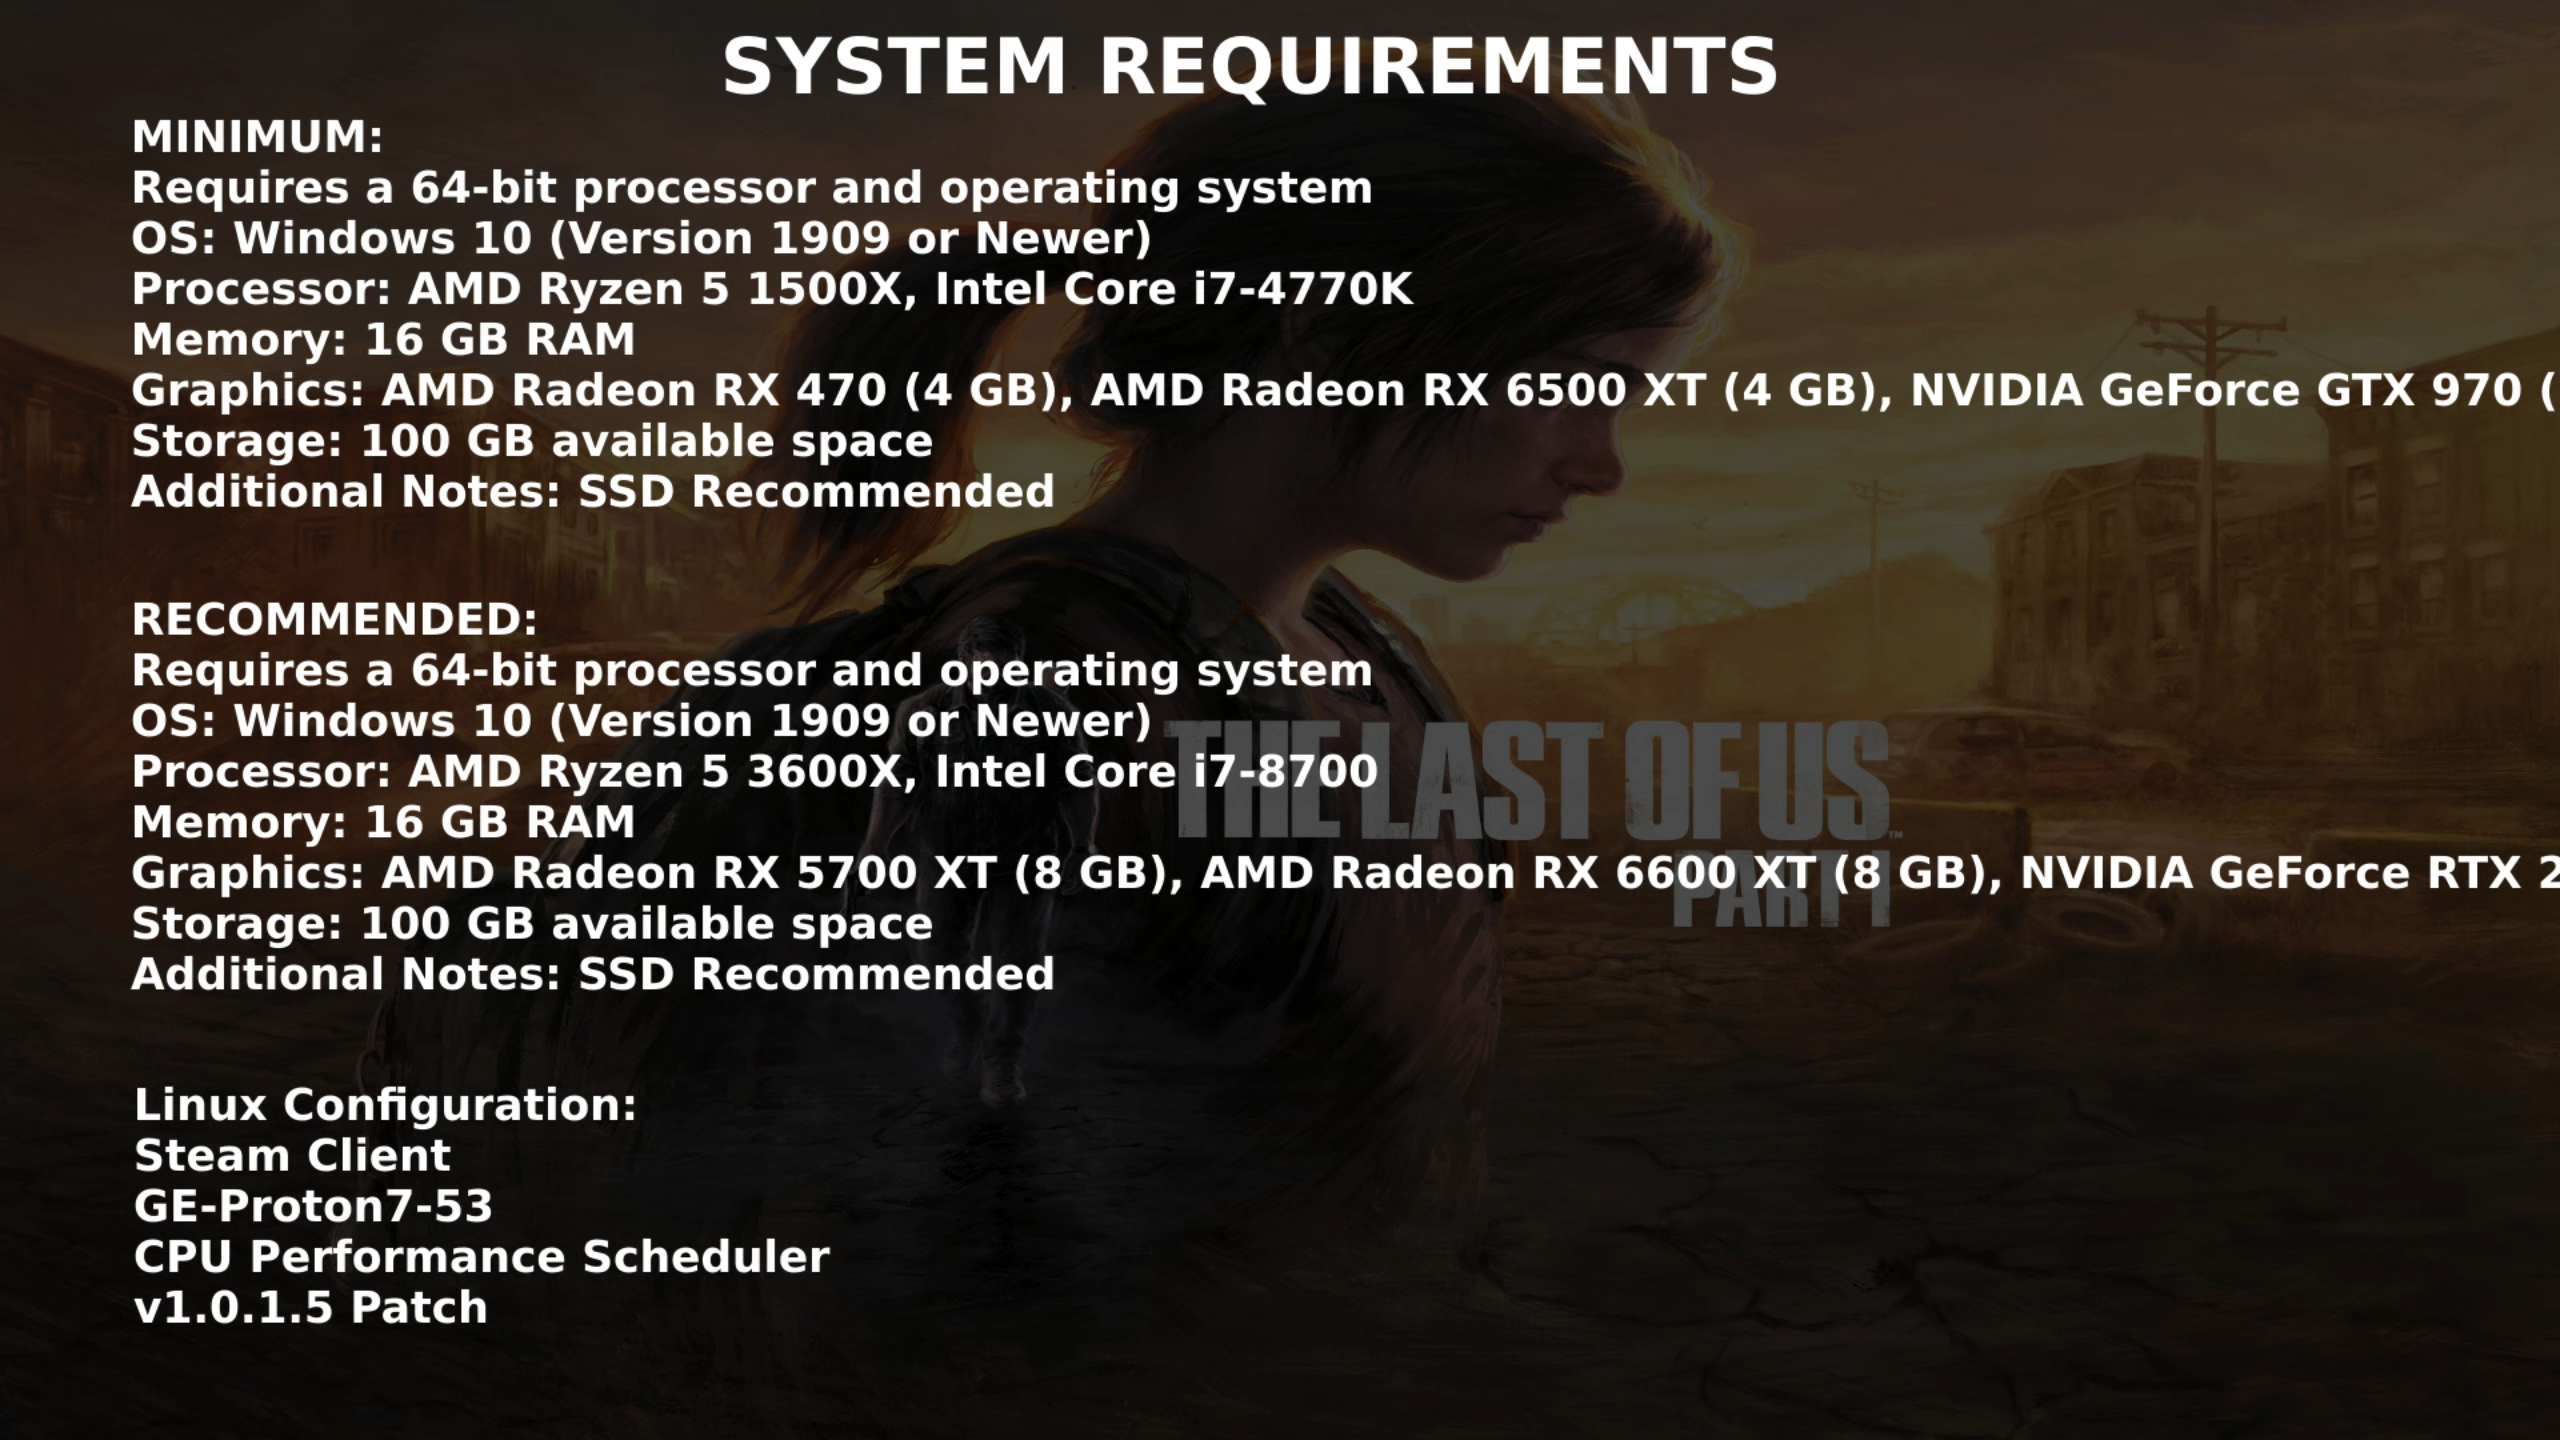 SYSTEM REQUIREMENTS
MINIMUM:
Requires a 64-bit processor and operating system
OS: Windows 10 (Version 1909 or Newer)
Processor: AMD Ryzen 5 1500X, Intel Core i7-4770K
Memory: 16 GB RAM
Graphics: AMD Radeon RX 470 (4 GB), AMD Radeon RX 6500 XT (4 GB), NVIDIA GeForce GTX 970 (
Storage: 100 GB available space
Additional Notes: SSD Recommended
RECOMMENDED:
Requires a 64-bit processor and operating system
OS: Windows 10 (Version 1909 or Newer)
Processor: AMD Ryzen 5 3600X, Intel Core i7-8700
Memory: 16 GB RAM
Graphics: AMD Radeon RX 5700 XT (8 GB), AMD Radeon RX 6600 XT (8 GB), NVIDIA GeForce RTX 2
Storage: 100 GB available space
Additional Notes: SSD Recommended
THE LAST OF US™
PART I
Linux Configuration:
Steam Client
GE-Proton7-53
CPU Performance Scheduler
v1.0.1.5 Patch